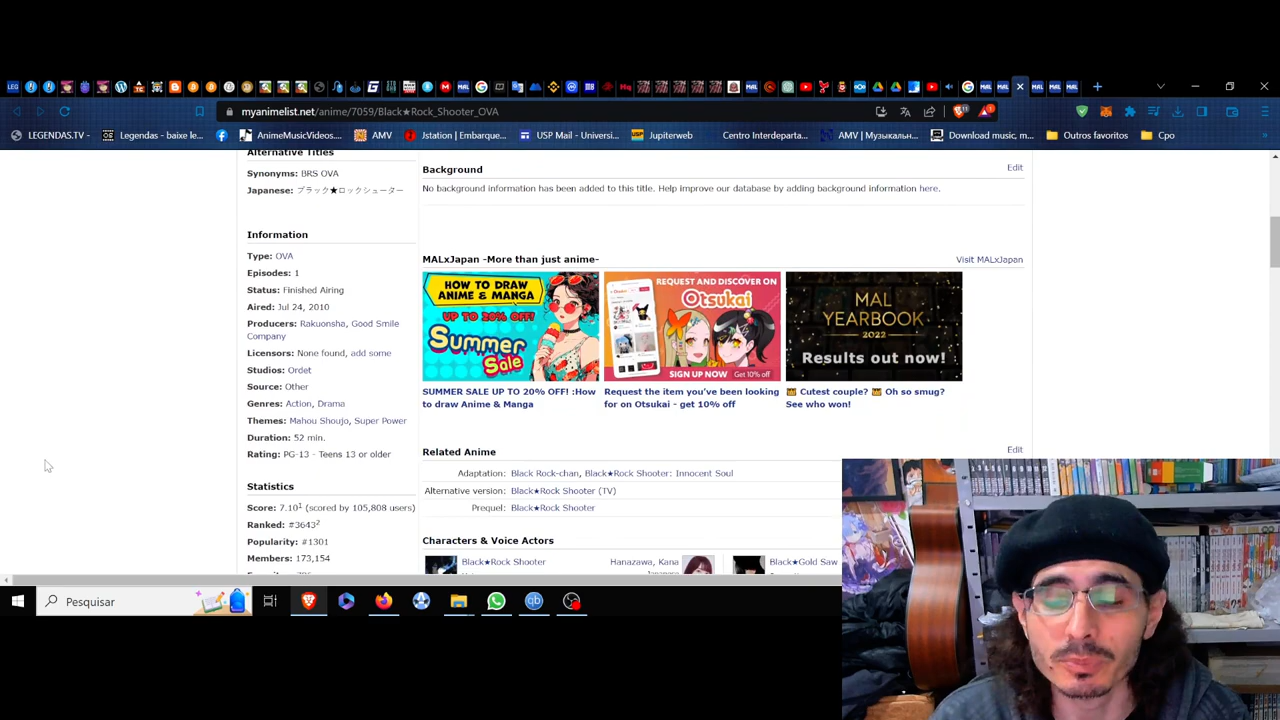 myanimelist.net/anime/7059/Black★Rock_Shooter_OVA
LEGENDAS.TV -
Legendas - baixe le...
AnimeMusicVideos....
AMV
Jstation | Embarque...
USP Mail - Universi...
Jupiterweb
Centro Interdeparta...
AMV | Музыкальн...
Download music, m...
Outros favoritos
Cpo
Alternative Titles
Synonyms: BRS OVA
Japanese: ブラック★ロックシューター
Information
Type: OVA
Episodes: 1
Status: Finished Airing
Aired: Jul 24, 2010
Producers: Rakuonsha, Good Smile
Company
Licensors: None found, add some
Studios: Ordet
Source: Other
Genres: Action, Drama
Themes: Mahou Shoujo, Super Power
Duration: 52 min.
Rating: PG-13 - Teens 13 or older
Statistics
Score: 7.10¹ (scored by 105,808 users)
Ranked: #3643²
Popularity: #1301
Members: 173,154
Background
Edit
No background information has been added to this title. Help improve our database by adding background information here.
MALxJapan -More than just anime-
Visit MALxJapan
HOW TO DRAW
ANIME & MANGA
UP TO 20% OFF!
Summer
Sale
REQUEST AND DISCOVER ON
Otsukai
SIGN UP NOW
Get 10% off
MAL
YEARBOOK
2022
Results out now!
SUMMER SALE UP TO 20% OFF! :How
to draw Anime & Manga
Request the item you've been looking
for on Otsukai - get 10% off
Cutest couple? Oh so smug?
See who won!
Related Anime
Edit
Adaptation: Black Rock-chan, Black★Rock Shooter: Innocent Soul
Alternative version: Black★Rock Shooter (TV)
Prequel: Black★Rock Shooter
Characters & Voice Actors
Black★Rock Shooter
Hanazawa, Kana
Black★Gold Saw
Pesquisar